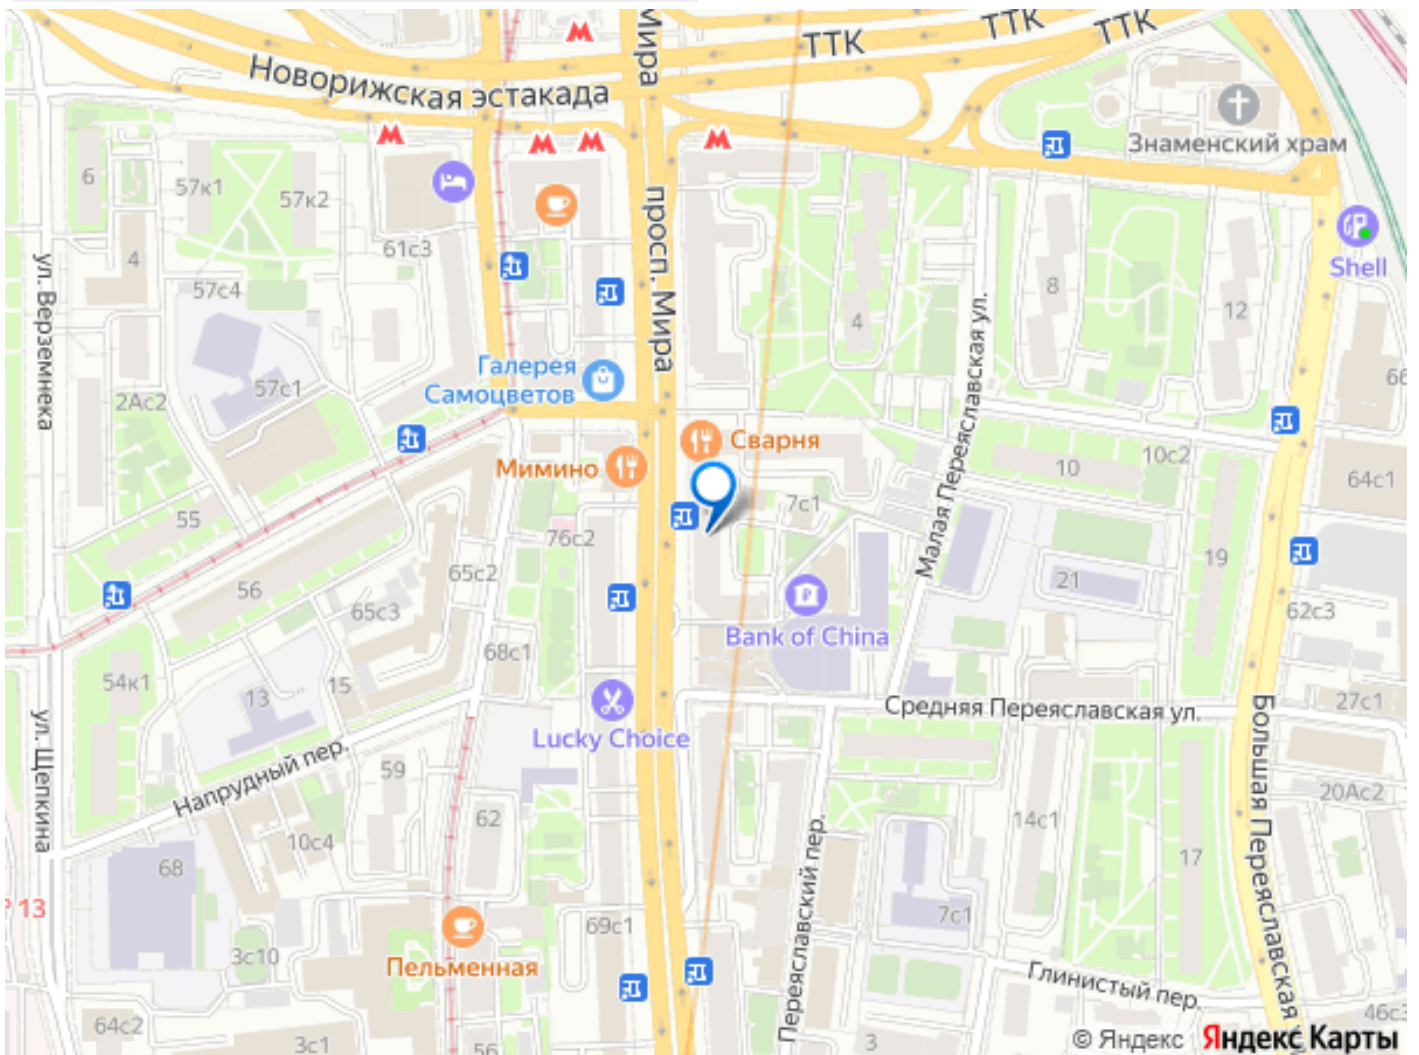 Мира
ТТК
ТТК
ТТК
Новорижская эстакада
Знаменский храм
6
57к1
57к2
просп. Мира
61с3
4
ул. Верземнека
57с4
Shell
8
12
4
Малая Переяславская ул.
Галерея
Самоцветов
57с1
2Ас2
66
Сварня
Мимино
10
10с2
64с1
7с1
55
76с2
19
65с2
21
56
65с3
62с3
Bank of China
68с1
54к1
15
13
27с1
Средняя Переяславская ул.
Lucky Choice
ул. Щепкина
Напрудный пер.
59
Большая Переяславская
20Ас2
62
14с1
10с4
17
68
Переяславский пер.
Р 13
7с1
69с1
3с10
Пельменная
Глинистый пер.
64с2
46с3
3с1
56
3
© Яндекс Яндекс Карты